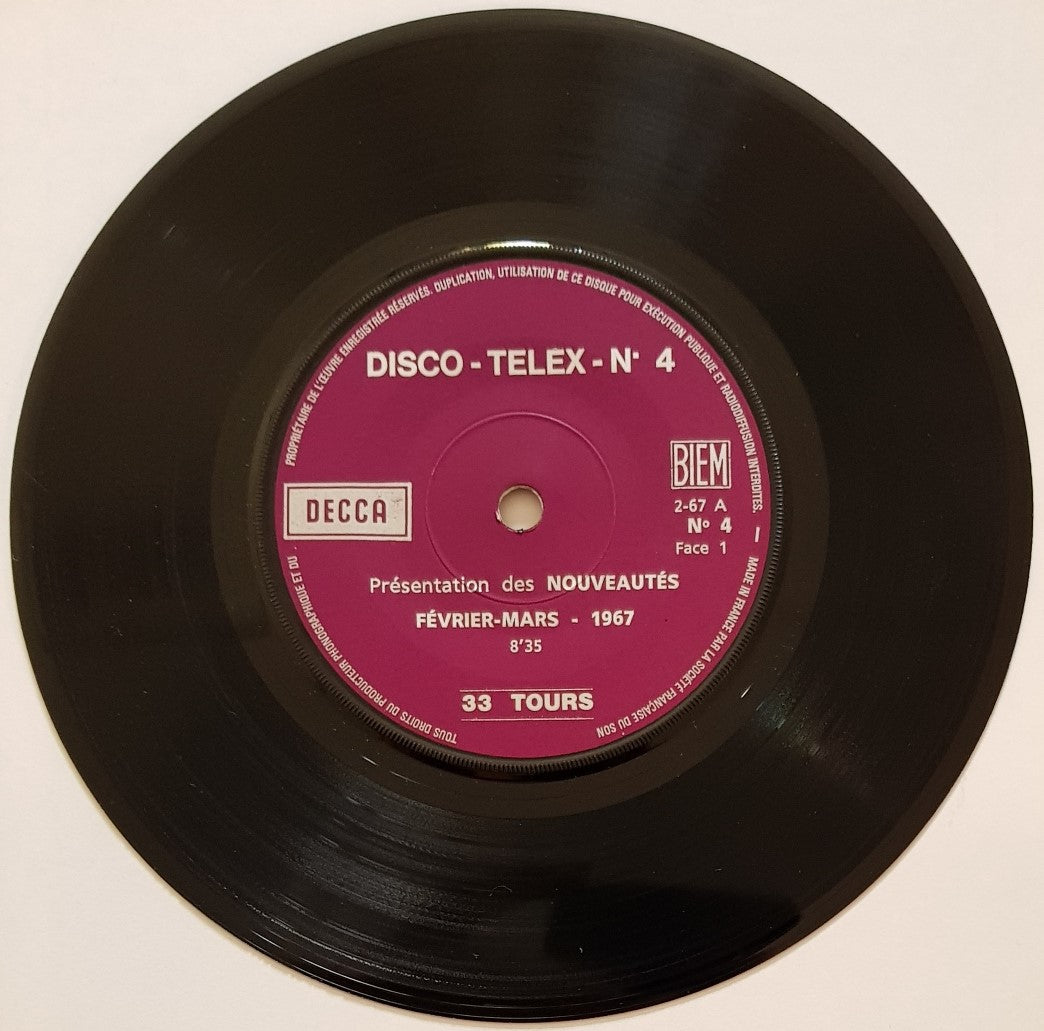 DISCO - TELEX - N° 4
BIEM
2-67 A
Nº 4
Face 1
DECCA
Présentation des NOUVEAUTÉS
FÉVRIER-MARS - 1967
8'35
33 TOURS
TOUS DROITS DU PRODUCTEUR PHONOGRAPHIQUE ET DU PROPRIÉTAIRE DE L'ŒUVRE ENREGISTRÉE RÉSERVÉS. DUPLICATION, UTILISATION DE CE DISQUE POUR EXÉCUTION PUBLIQUE ET RADIODIFFUSION INTERDITES. — MADE IN FRANCE PAR LA SOCIÉTÉ FRANÇAISE DU SON